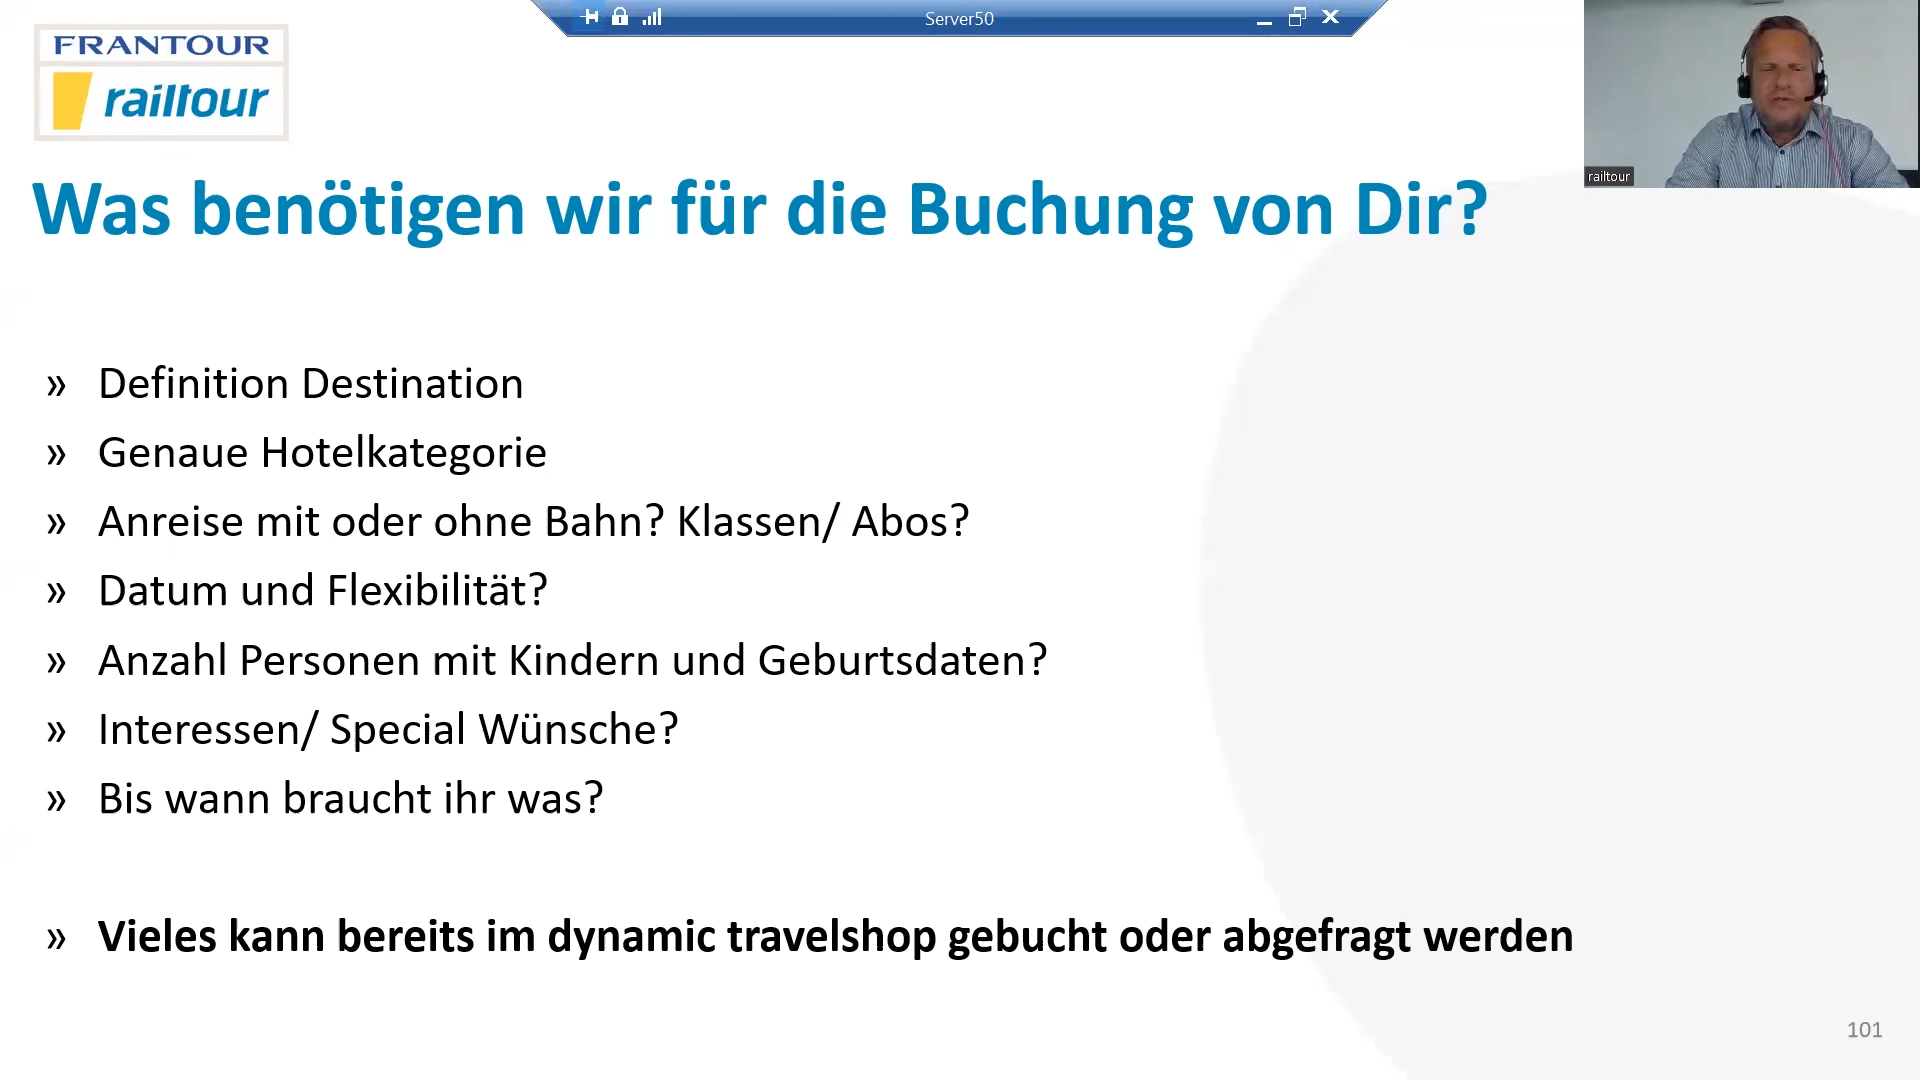 Server50
FRANTOUR
railtour
railtour
Was benötigen wir für die Buchung von Dir?
» Definition Destination
» Genaue Hotelkategorie
» Anreise mit oder ohne Bahn? Klassen/ Abos?
» Datum und Flexibilität?
» Anzahl Personen mit Kindern und Geburtsdaten?
» Interessen/ Special Wünsche?
» Bis wann braucht ihr was?
» Vieles kann bereits im dynamic travelshop gebucht oder abgefragt werden
101